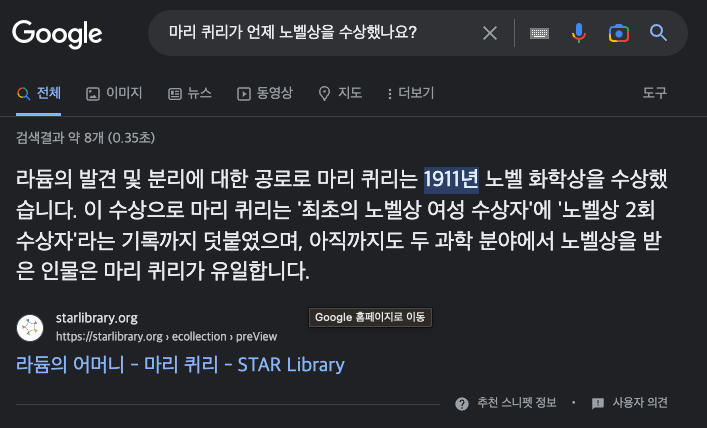 Google
마리 퀴리가 언제 노벨상을 수상했나요?
전체 이미지 뉴스 동영상 지도 더보기 도구
검색결과 약 8개 (0.35초)
라듐의 발견 및 분리에 대한 공로로 마리 퀴리는 1911년 노벨 화학상을 수상했
습니다. 이 수상으로 마리 퀴리는 '최초의 노벨상 여성 수상자'에 '노벨상 2회
수상자'라는 기록까지 덧붙였으며, 아직까지도 두 과학 분야에서 노벨상을 받
은 인물은 마리 퀴리가 유일합니다.
starlibrary.org
Google 홈페이지로 이동
https://starlibrary.org › ecollection › preView
라듐의 어머니 - 마리 퀴리 - STAR Library
추천 스니펫 정보 • 사용자 의견